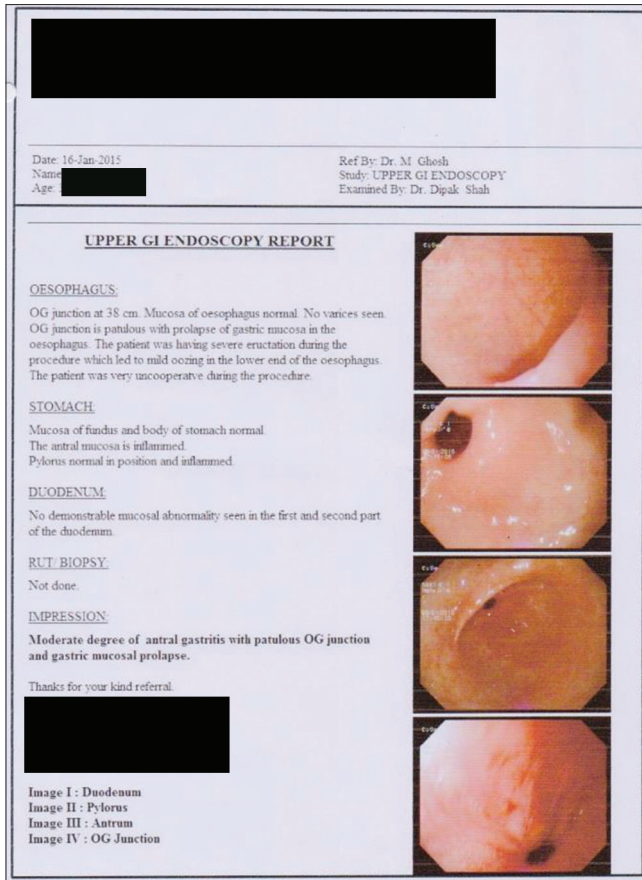 Date: 16-Jan-2015
Name
Age:
Ref By: Dr. M Ghosh
Study: UPPER GI ENDOSCOPY
Examined By: Dr. Dipak Shah
UPPER GI ENDOSCOPY REPORT
OESOPHAGUS:
OG junction at 38 cm. Mucosa of oesophagus normal. No varices seen.
OG junction is patulous with prolapse of gastric mucosa in the
oesophagus. The patient was having severe eructation during the
procedure which led to mild oozing in the lower end of the oesophagus.
The patient was very uncooperatve during the procedure.
STOMACH:
Mucosa of fundus and body of stomach normal.
The antral mucosa is inflammed.
Pylorus normal in position and inflammed.
DUODENUM:
No demonstrable mucosal abnormality seen in the first and second part
of the duodenum.
RUT BIOPSY:
Not done.
IMPRESSION:
Moderate degree of antral gastritis with patulous OG junction
and gastric mucosal prolapse.
Thanks for your kind referral.
Image I : Duodenum
Image II : Pylorus
Image III : Antrum
Image IV : OG Junction